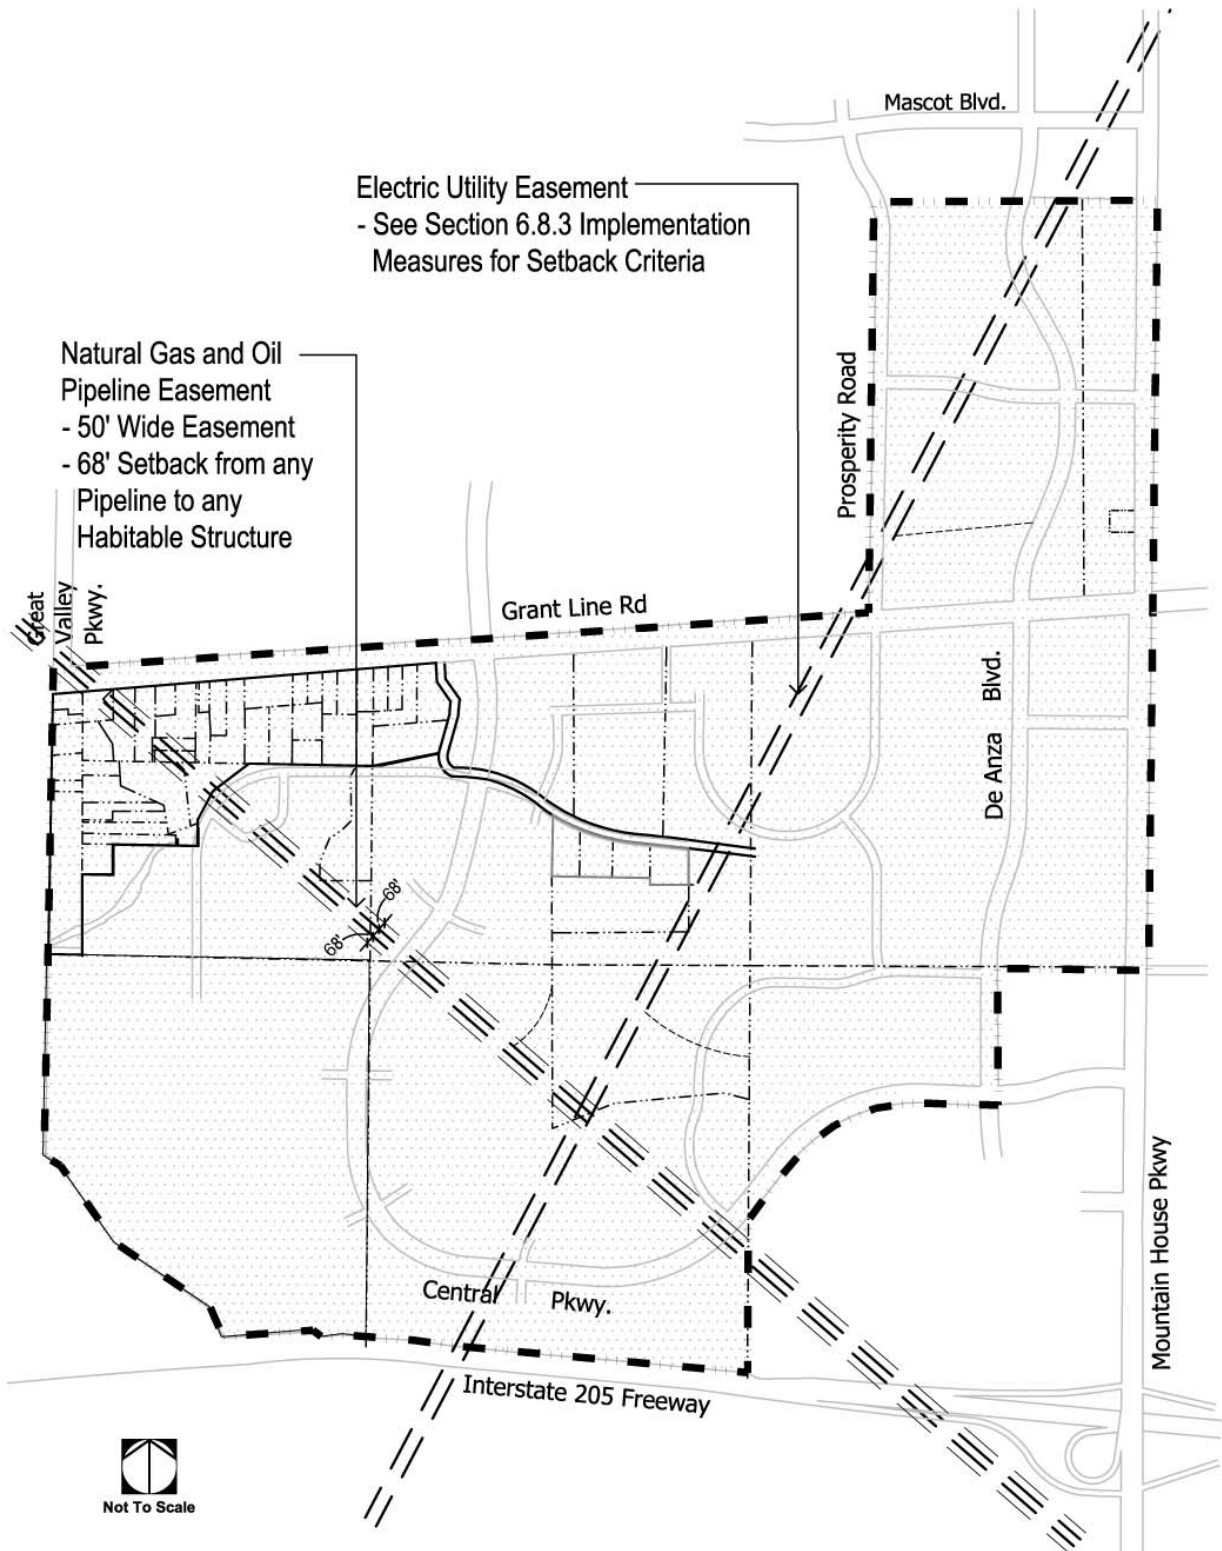 Mascot Blvd.
Electric Utility Easement
- See Section 6.8.3 Implementation
Measures for Setback Criteria
Natural Gas and Oil
Pipeline Easement
- 50' Wide Easement
- 68' Setback from any
Pipeline to any
Habitable Structure
Prosperity Road
Great
Valley
Pkwy.
Grant Line Rd
De Anza Blvd.
68'
68'
Mountain House Pkwy
Central Pkwy.
Interstate 205 Freeway
Not To Scale